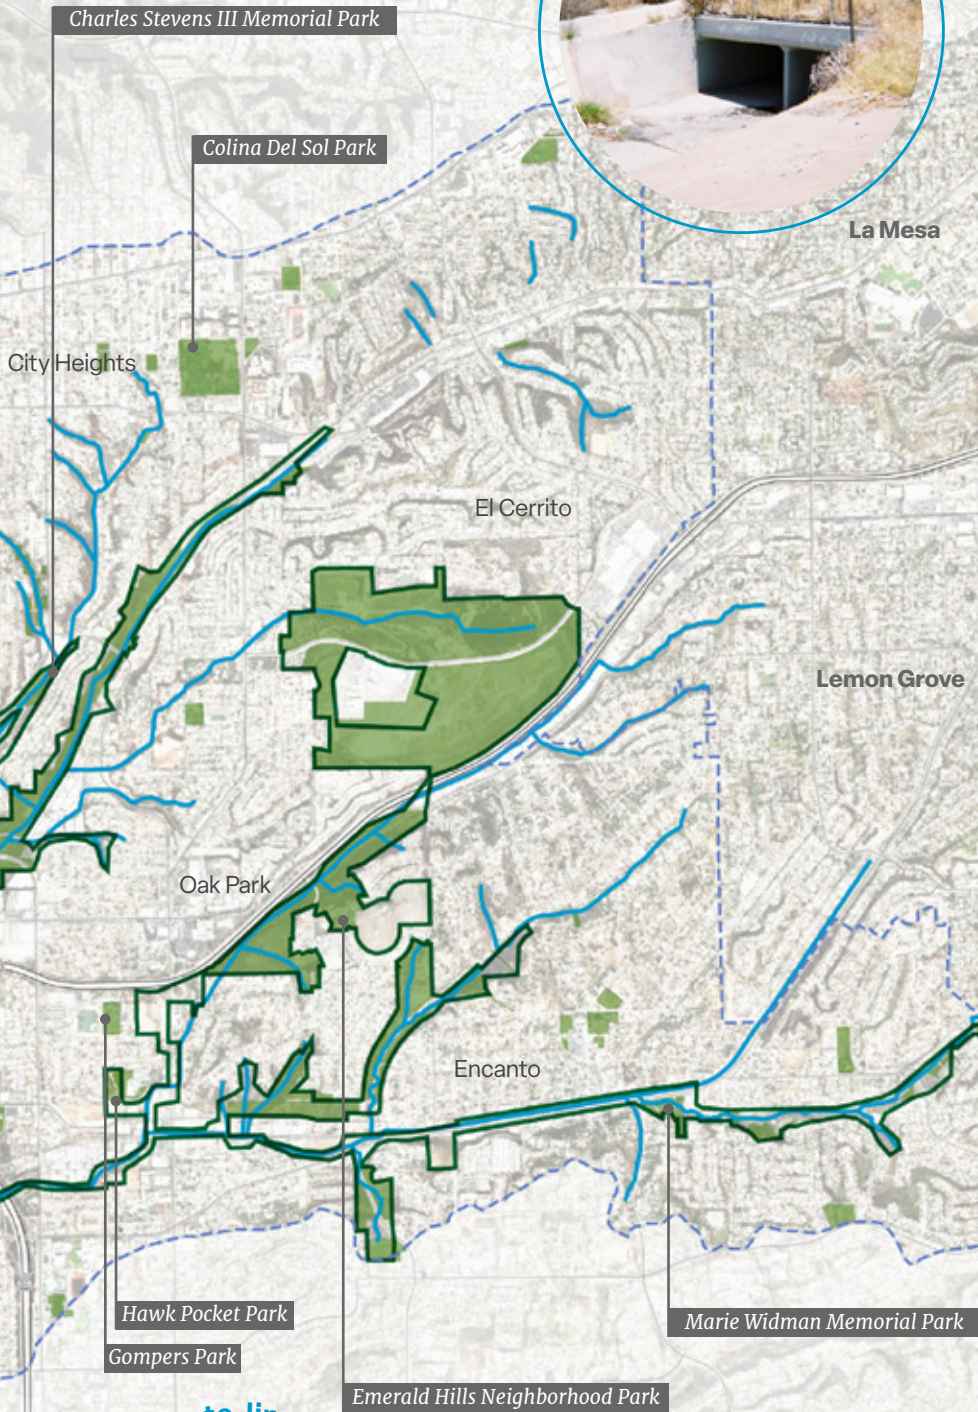 Charles Stevens III Memorial Park
Colina Del Sol Park
La Mesa
City Heights
El Cerrito
Lemon Grove
Oak Park
Encanto
Hawk Pocket Park
Marie Widman Memorial Park
Gompers Park
Emerald Hills Neighborhood Park